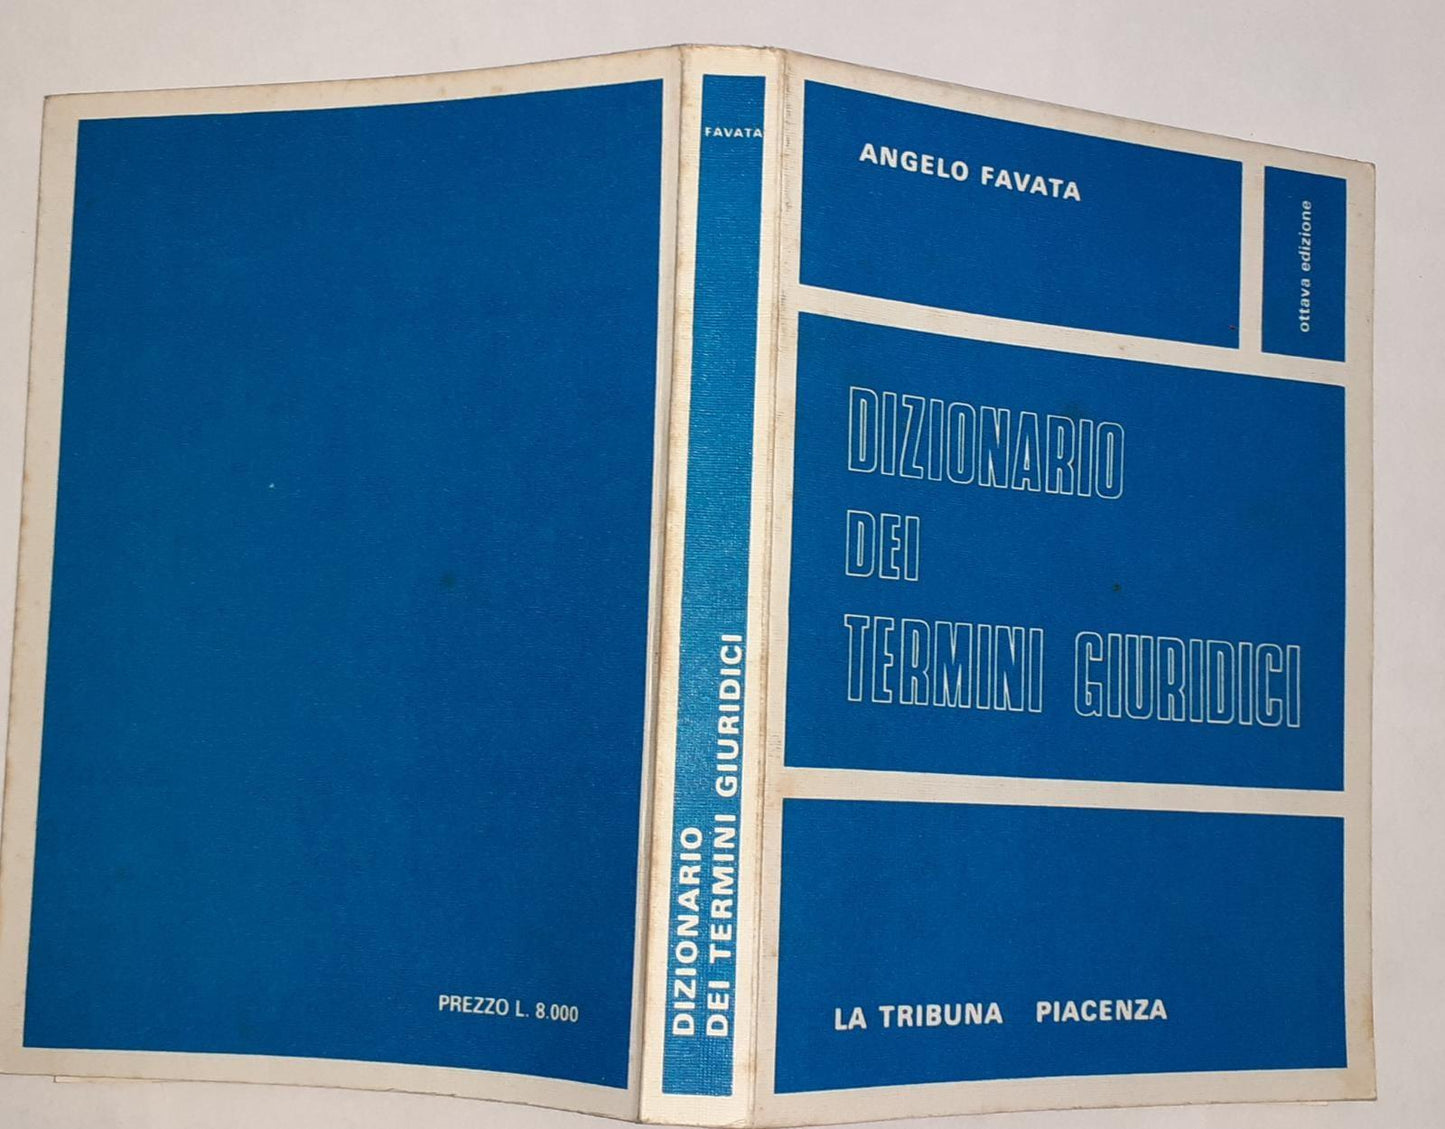 PREZZO L. 8.000
FAVATA
DIZIONARIO
DEI TERMINI GIURIDICI
ANGELO FAVATA
ottava edizione
DIZIONARIO
DEI
TERMINI GIURIDICI
LA TRIBUNA PIACENZA